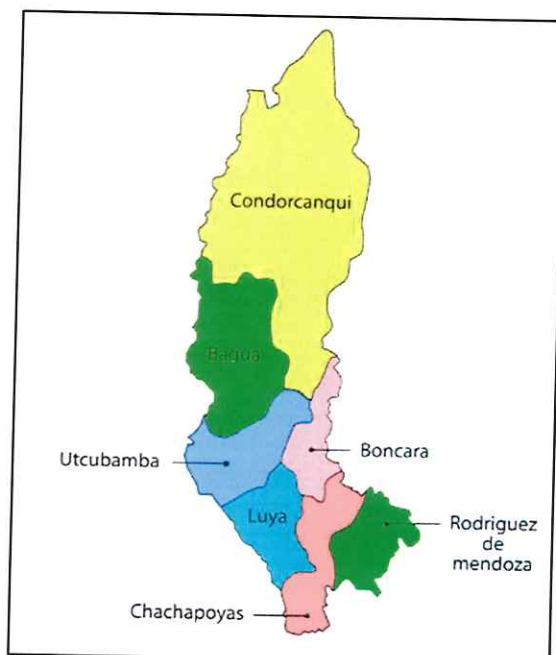 Condorcanqui
Bagua
Utcubamba
Boncara
Luya
Rodriguez
de
mendoza
Chachapoyas